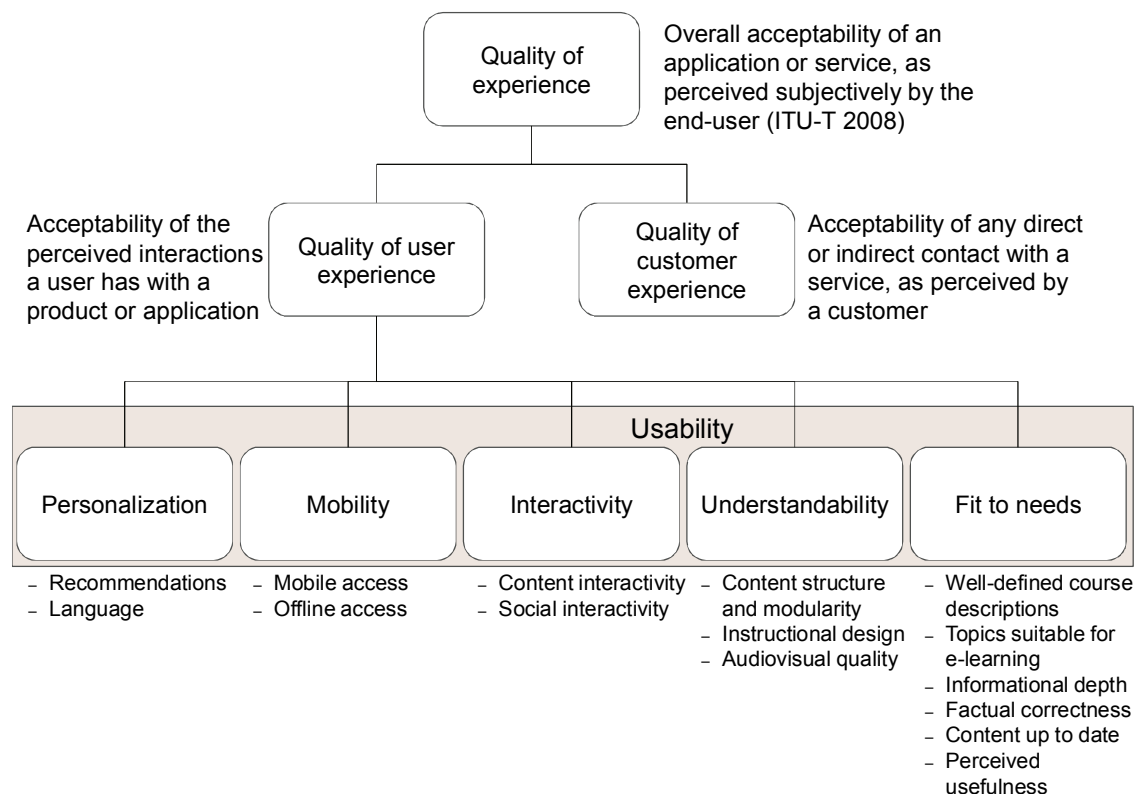 Quality of
experience
Overall acceptability of an
application or service, as
perceived subjectively by the
end-user (ITU-T 2008)
Acceptability of the
perceived interactions
a user has with a
product or application
Quality of user
experience
Quality of
customer
experience
Acceptability of any direct
or indirect contact with a
service, as perceived by
a customer
Usability
Personalization
Mobility
Interactivity
Understandability
Fit to needs
– Recommendations
– Language
– Mobile access
– Offline access
– Content interactivity
– Social interactivity
– Content structure
and modularity
– Instructional design
– Audiovisual quality
– Well-defined course
descriptions
– Topics suitable for
e-learning
– Informational depth
– Factual correctness
– Content up to date
– Perceived
usefulness